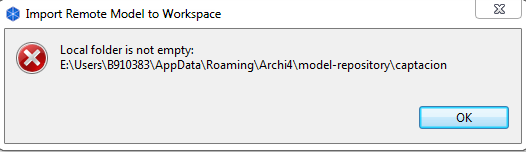 Import Remote Model to Workspace
Local folder is not empty:
E:\Users\B910383\AppData\Roaming\Archi4\model-repository\captacion
OK